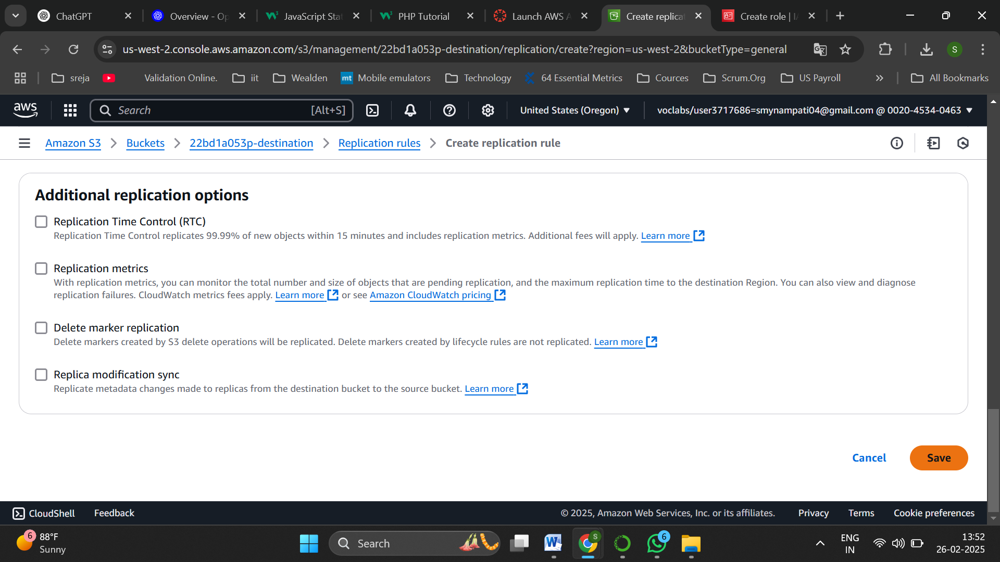 ChatGPT
Overview - Op
JavaScript Stat
PHP Tutorial
Launch AWS A
Create replicat
Create role | IA
us-west-2.console.aws.amazon.com/s3/management/22bd1a053p-destination/replication/create?region=us-west-2&bucketType=general
S
sreja
Validation Online.
iit
Wealden
mt
Mobile emulators
Technology
64 Essential Metrics
Cources
Scrum.Org
US Payroll
All Bookmarks
aws
Search
[Alt+S]
United States (Oregon)
voclabs/user3717686=smynampati04@gmail.com @ 0020-4534-0463
Amazon S3
Buckets
22bd1a053p-destination
Replication rules
Create replication rule
Additional replication options
Replication Time Control (RTC)
Replication Time Control replicates 99.99% of new objects within 15 minutes and includes replication metrics. Additional fees will apply. Learn more
Replication metrics
With replication metrics, you can monitor the total number and size of objects that are pending replication, and the maximum replication time to the destination Region. You can also view and diagnose
replication failures. CloudWatch metrics fees apply. Learn more or see Amazon CloudWatch pricing
Delete marker replication
Delete markers created by S3 delete operations will be replicated. Delete markers created by lifecycle rules are not replicated. Learn more
Replica modification sync
Replicate metadata changes made to replicas from the destination bucket to the source bucket. Learn more
Cancel
Save
CloudShell
Feedback
© 2025, Amazon Web Services, Inc. or its affiliates.
Privacy
Terms
Cookie preferences
6
88°F
Sunny
Search
W
S
6
ENG
IN
13:52
26-02-2025